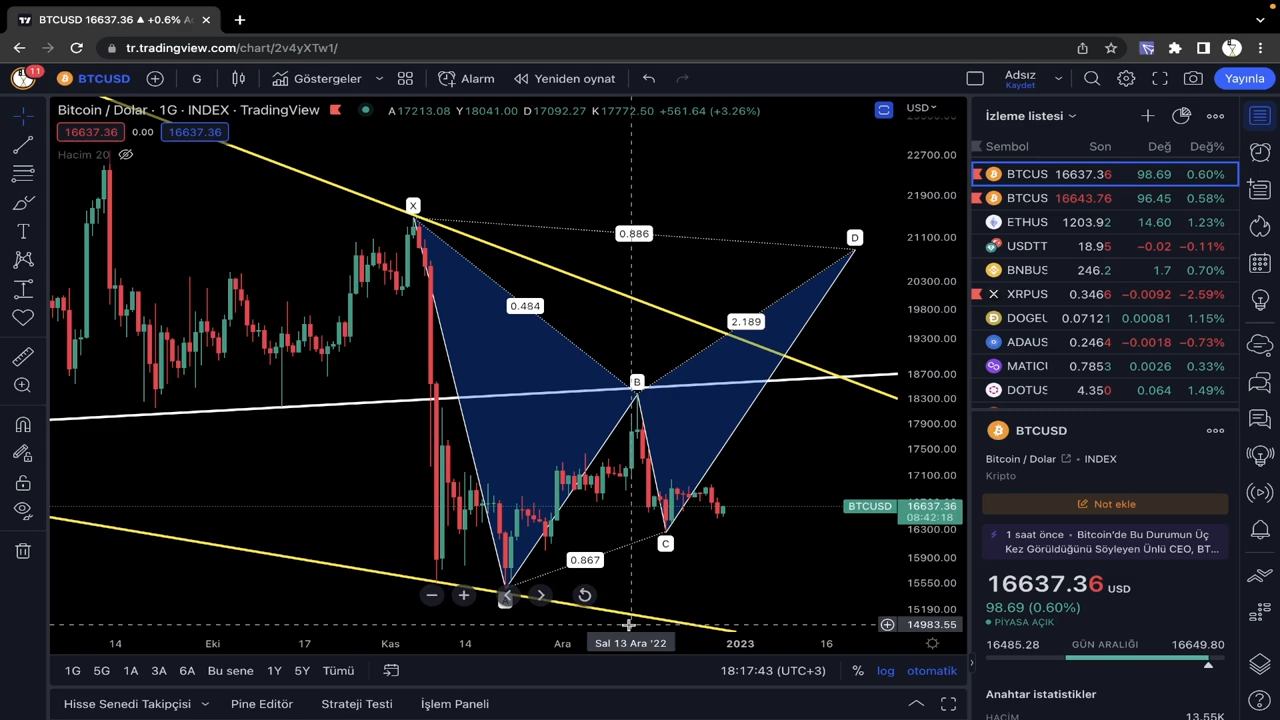 BTCUSD 16637.36 ▲ +0.6% A
tr.tradingview.com/chart/2v4yXTw1/
11
BTCUSD
G
Göstergeler
Alarm
Yeniden oynat
Adsız
Kaydet
Yayınla
Bitcoin / Dolar · 1G · INDEX · TradingView
A17213.08 Y18041.00 D17092.27 K17772.50 +561.64 (+3.26%)
16637.36 0.00 16637.36
Hacim 20
USD
22700.00
21900.00
21100.00
20300.00
19800.00
19300.00
18700.00
18300.00
17900.00
17500.00
17100.00
BTCUSD 16637.36
08:42:18
16300.00
15900.00
15550.00
15190.00
14983.55
X
0.886
D
0.484
2.189
B
C
0.867
14 Eki 17 Kas 14 Ara Sal 13 Ara '22 2023 16
1G 5G 1A 3A 6A Bu sene 1Y 5Y Tümü
18:17:43 (UTC+3) % log otomatik
Hisse Senedi Takipçisi Pine Editör Strateji Testi İşlem Paneli
İzleme listesi
Sembol Son Değ Değ%
BTCUS 16637.36 98.69 0.60%
BTCUS 16643.76 96.45 0.58%
ETHUS 1203.92 14.60 1.23%
USDTT 18.95 −0.02 −0.11%
BNBUS 246.2 1.7 0.70%
XRPUS 0.3466 −0.0092 −2.59%
DOGEU 0.07121 0.00081 1.15%
ADAUS 0.2464 −0.0018 −0.73%
MATICU 0.7853 0.0026 0.33%
DOTUS 4.350 0.064 1.49%
BTCUSD
Bitcoin / Dolar · INDEX
Kripto
Not ekle
1 saat önce · Bitcoin'de Bu Durumun Üç
Kez Görüldüğünü Söyleyen Ünlü CEO, BT...
16637.36 USD
98.69 (0.60%)
PİYASA AÇIK
16485.28 GÜN ARALIĞI 16649.80
Anahtar istatistikler
HACİM 13.55K